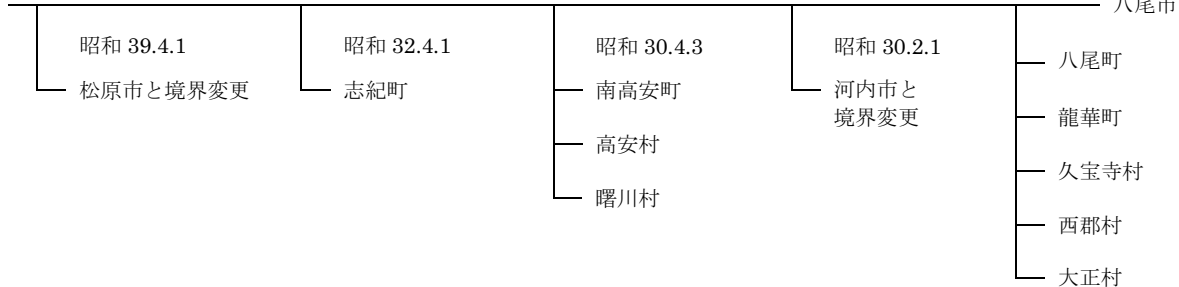 八尾市
昭和 39.4.1
松原市と境界変更
昭和 32.4.1
志紀町
昭和 30.4.3
南高安町
高安村
曙川村
昭和 30.2.1
河内市と
境界変更
八尾町
龍華町
久宝寺村
西郡村
大正村